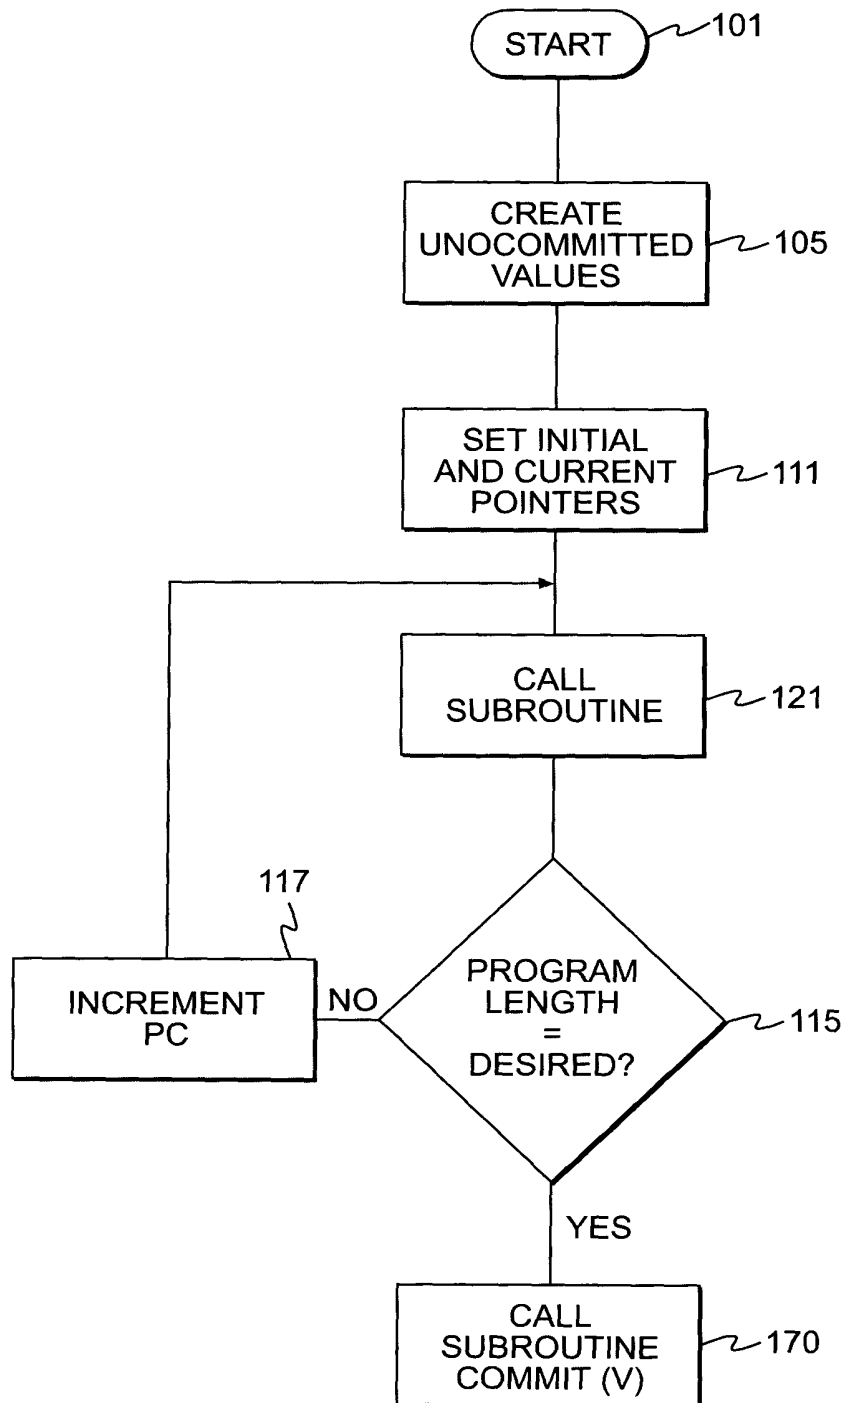 START
101
CREATE
UNOCOMMITTED
VALUES
105
SET INITIAL
AND CURRENT
POINTERS
111
CALL
SUBROUTINE
121
117
INCREMENT
PC
NO
PROGRAM
LENGTH
=
DESIRED?
115
YES
CALL
SUBROUTINE
COMMIT (V)
170